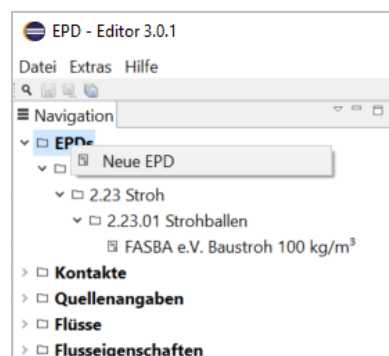 EPD - Editor 3.0.1
Datei Extras Hilfe
Navigation
EPDs
Neue EPD
2.23 Stroh
2.23.01 Strohballen
FASBA e.V. Baustroh 100 kg/m³
Kontakte
Quellenangaben
Flüsse
Flusseigenschaften